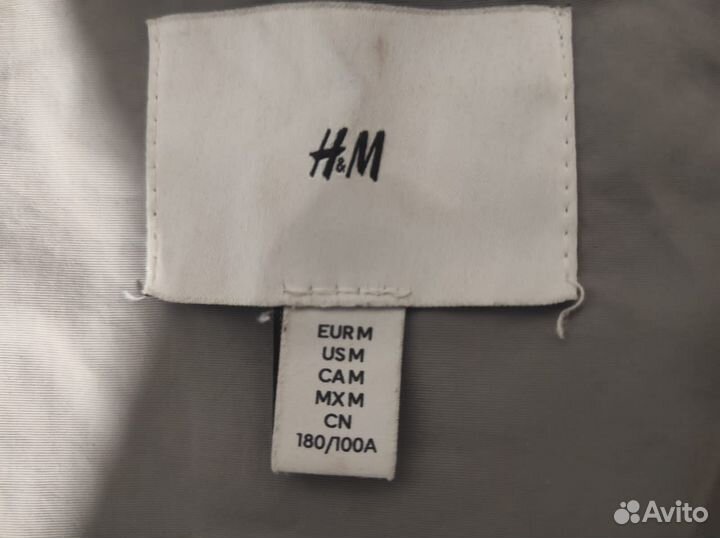 H&M
EUR M
US M
CA M
MX M
CN
180/100A
Avito